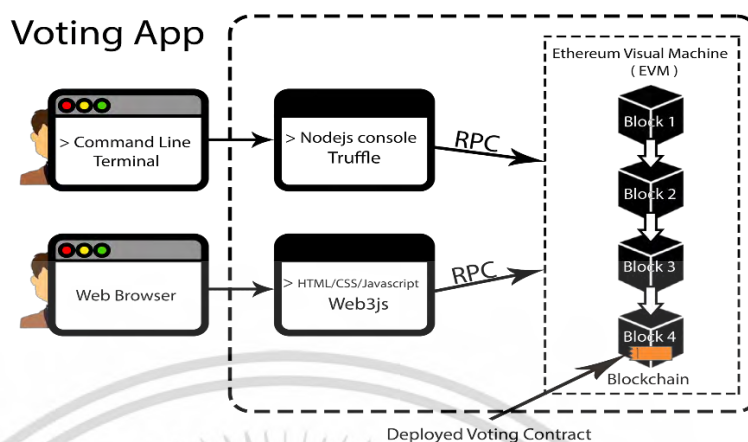 Voting App
> Command Line
Terminal
> Nodejs console
Truffle
RPC
Web Browser
> HTML/CSS/Javascript
Web3js
RPC
Ethereum Visual Machine
( EVM )
Block 1
Block 2
Block 3
Block 4
Blockchain
Deployed Voting Contract